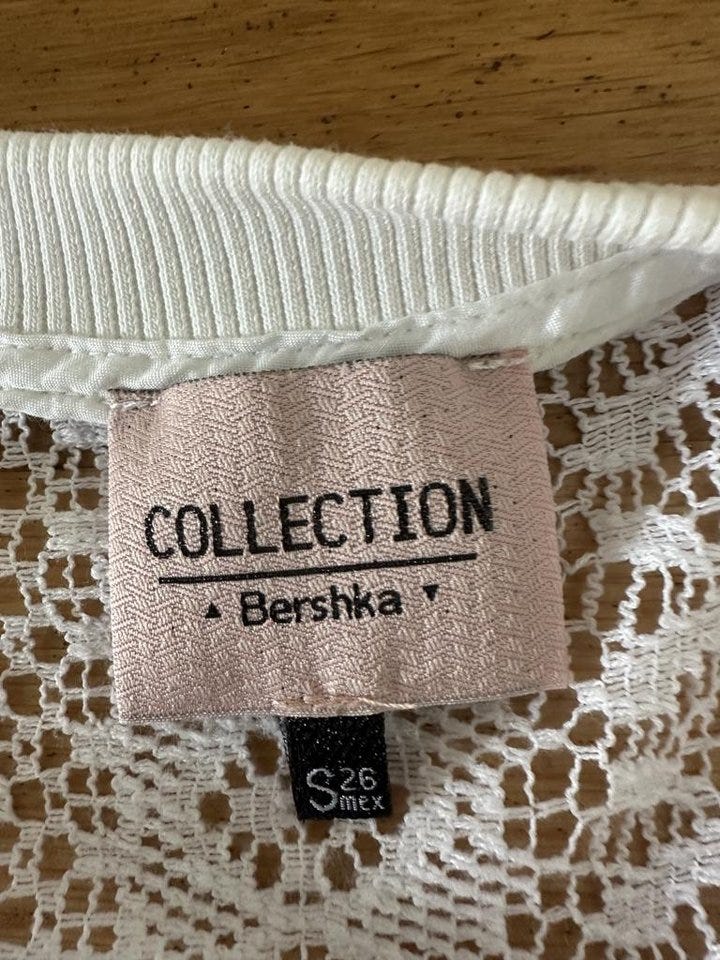 COLLECTION
▲ Bershka ▼
S 26
mex